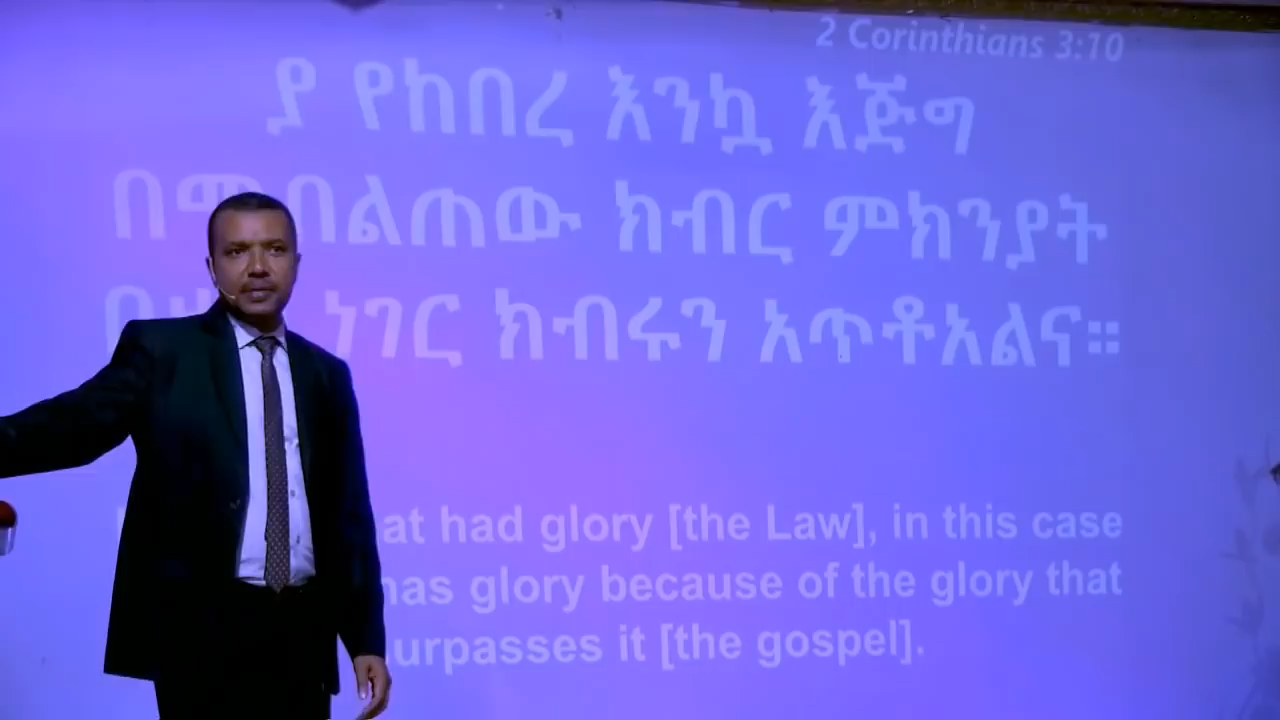 2 Corinthians 3:10
ያ የከበረ እንኳ እጅግ
ክብር ምክንያት
ነገር ክብሩን አጥቶአልና።
had glory [the Law], in this case
has glory because of the glory that
it [the gospel].